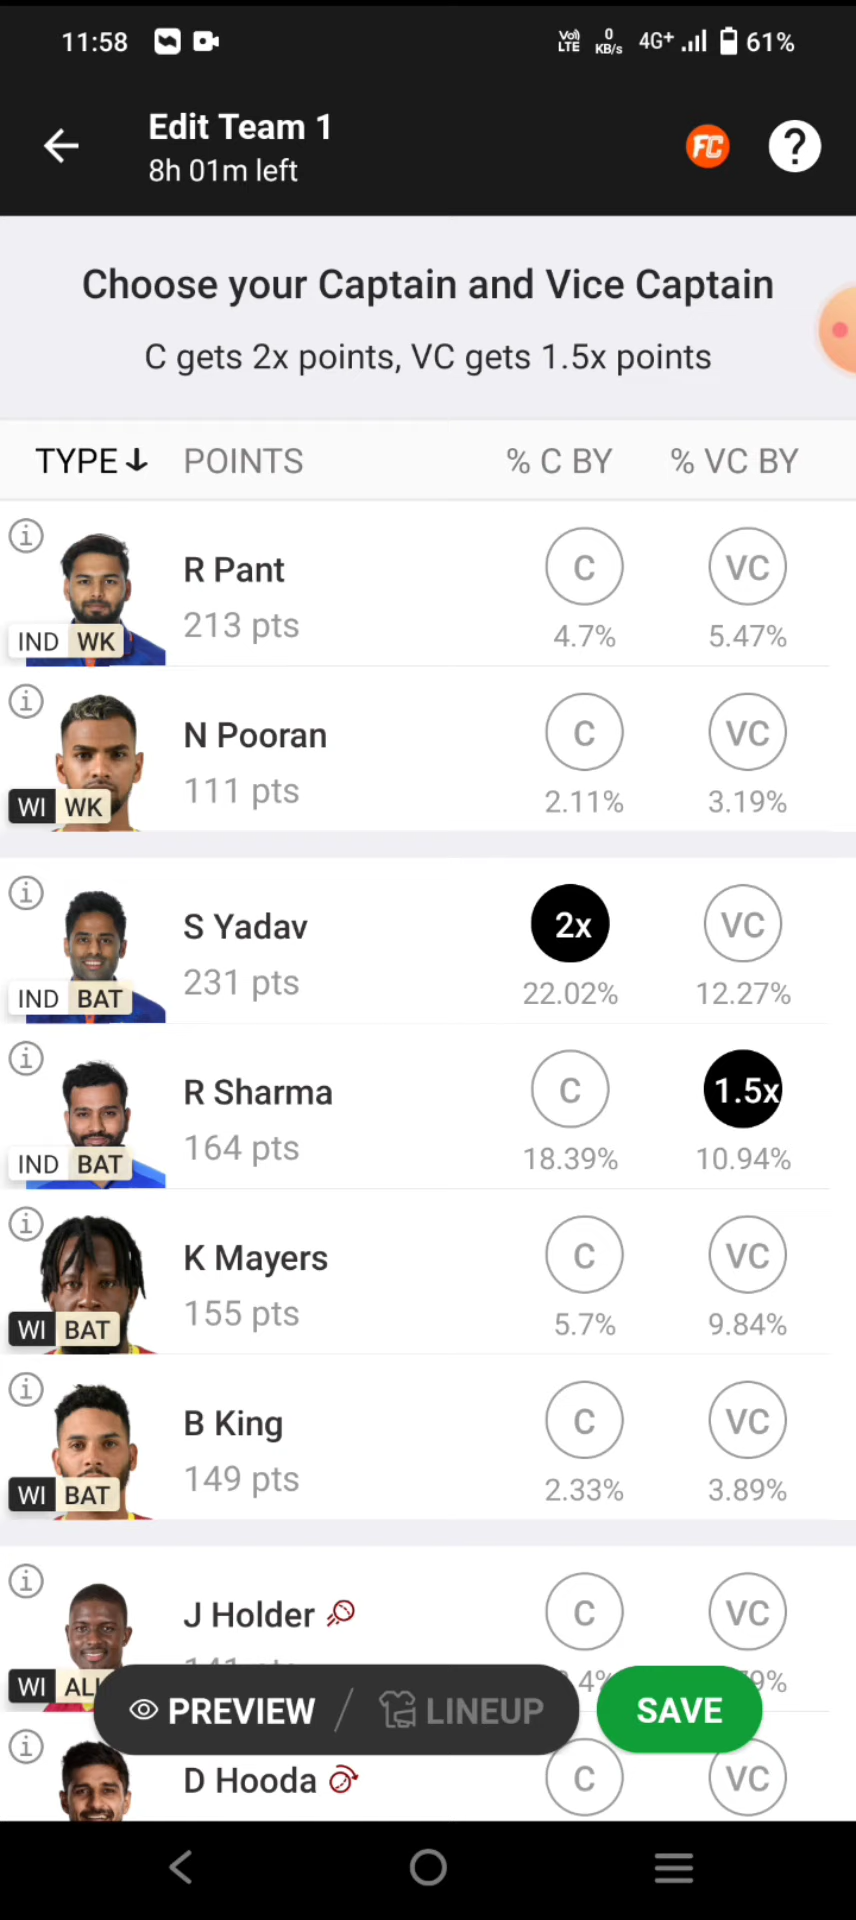 11:58 Vo) LTE 0 KB/s 4G+ 61%
Edit Team 1
8h 01m left
FC ?
Choose your Captain and Vice Captain
C gets 2x points, VC gets 1.5x points
TYPE POINTS % C BY % VC BY
R Pant C VC
213 pts 4.7% 5.47%
IND WK
N Pooran C VC
111 pts 2.11% 3.19%
WI WK
S Yadav 2x VC
231 pts 22.02% 12.27%
IND BAT
R Sharma C 1.5x
164 pts 18.39% 10.94%
IND BAT
K Mayers C VC
155 pts 5.7% 9.84%
WI BAT
B King C VC
149 pts 2.33% 3.89%
WI BAT
J Holder C VC
WI
PREVIEW / LINEUP SAVE
D Hooda C VC